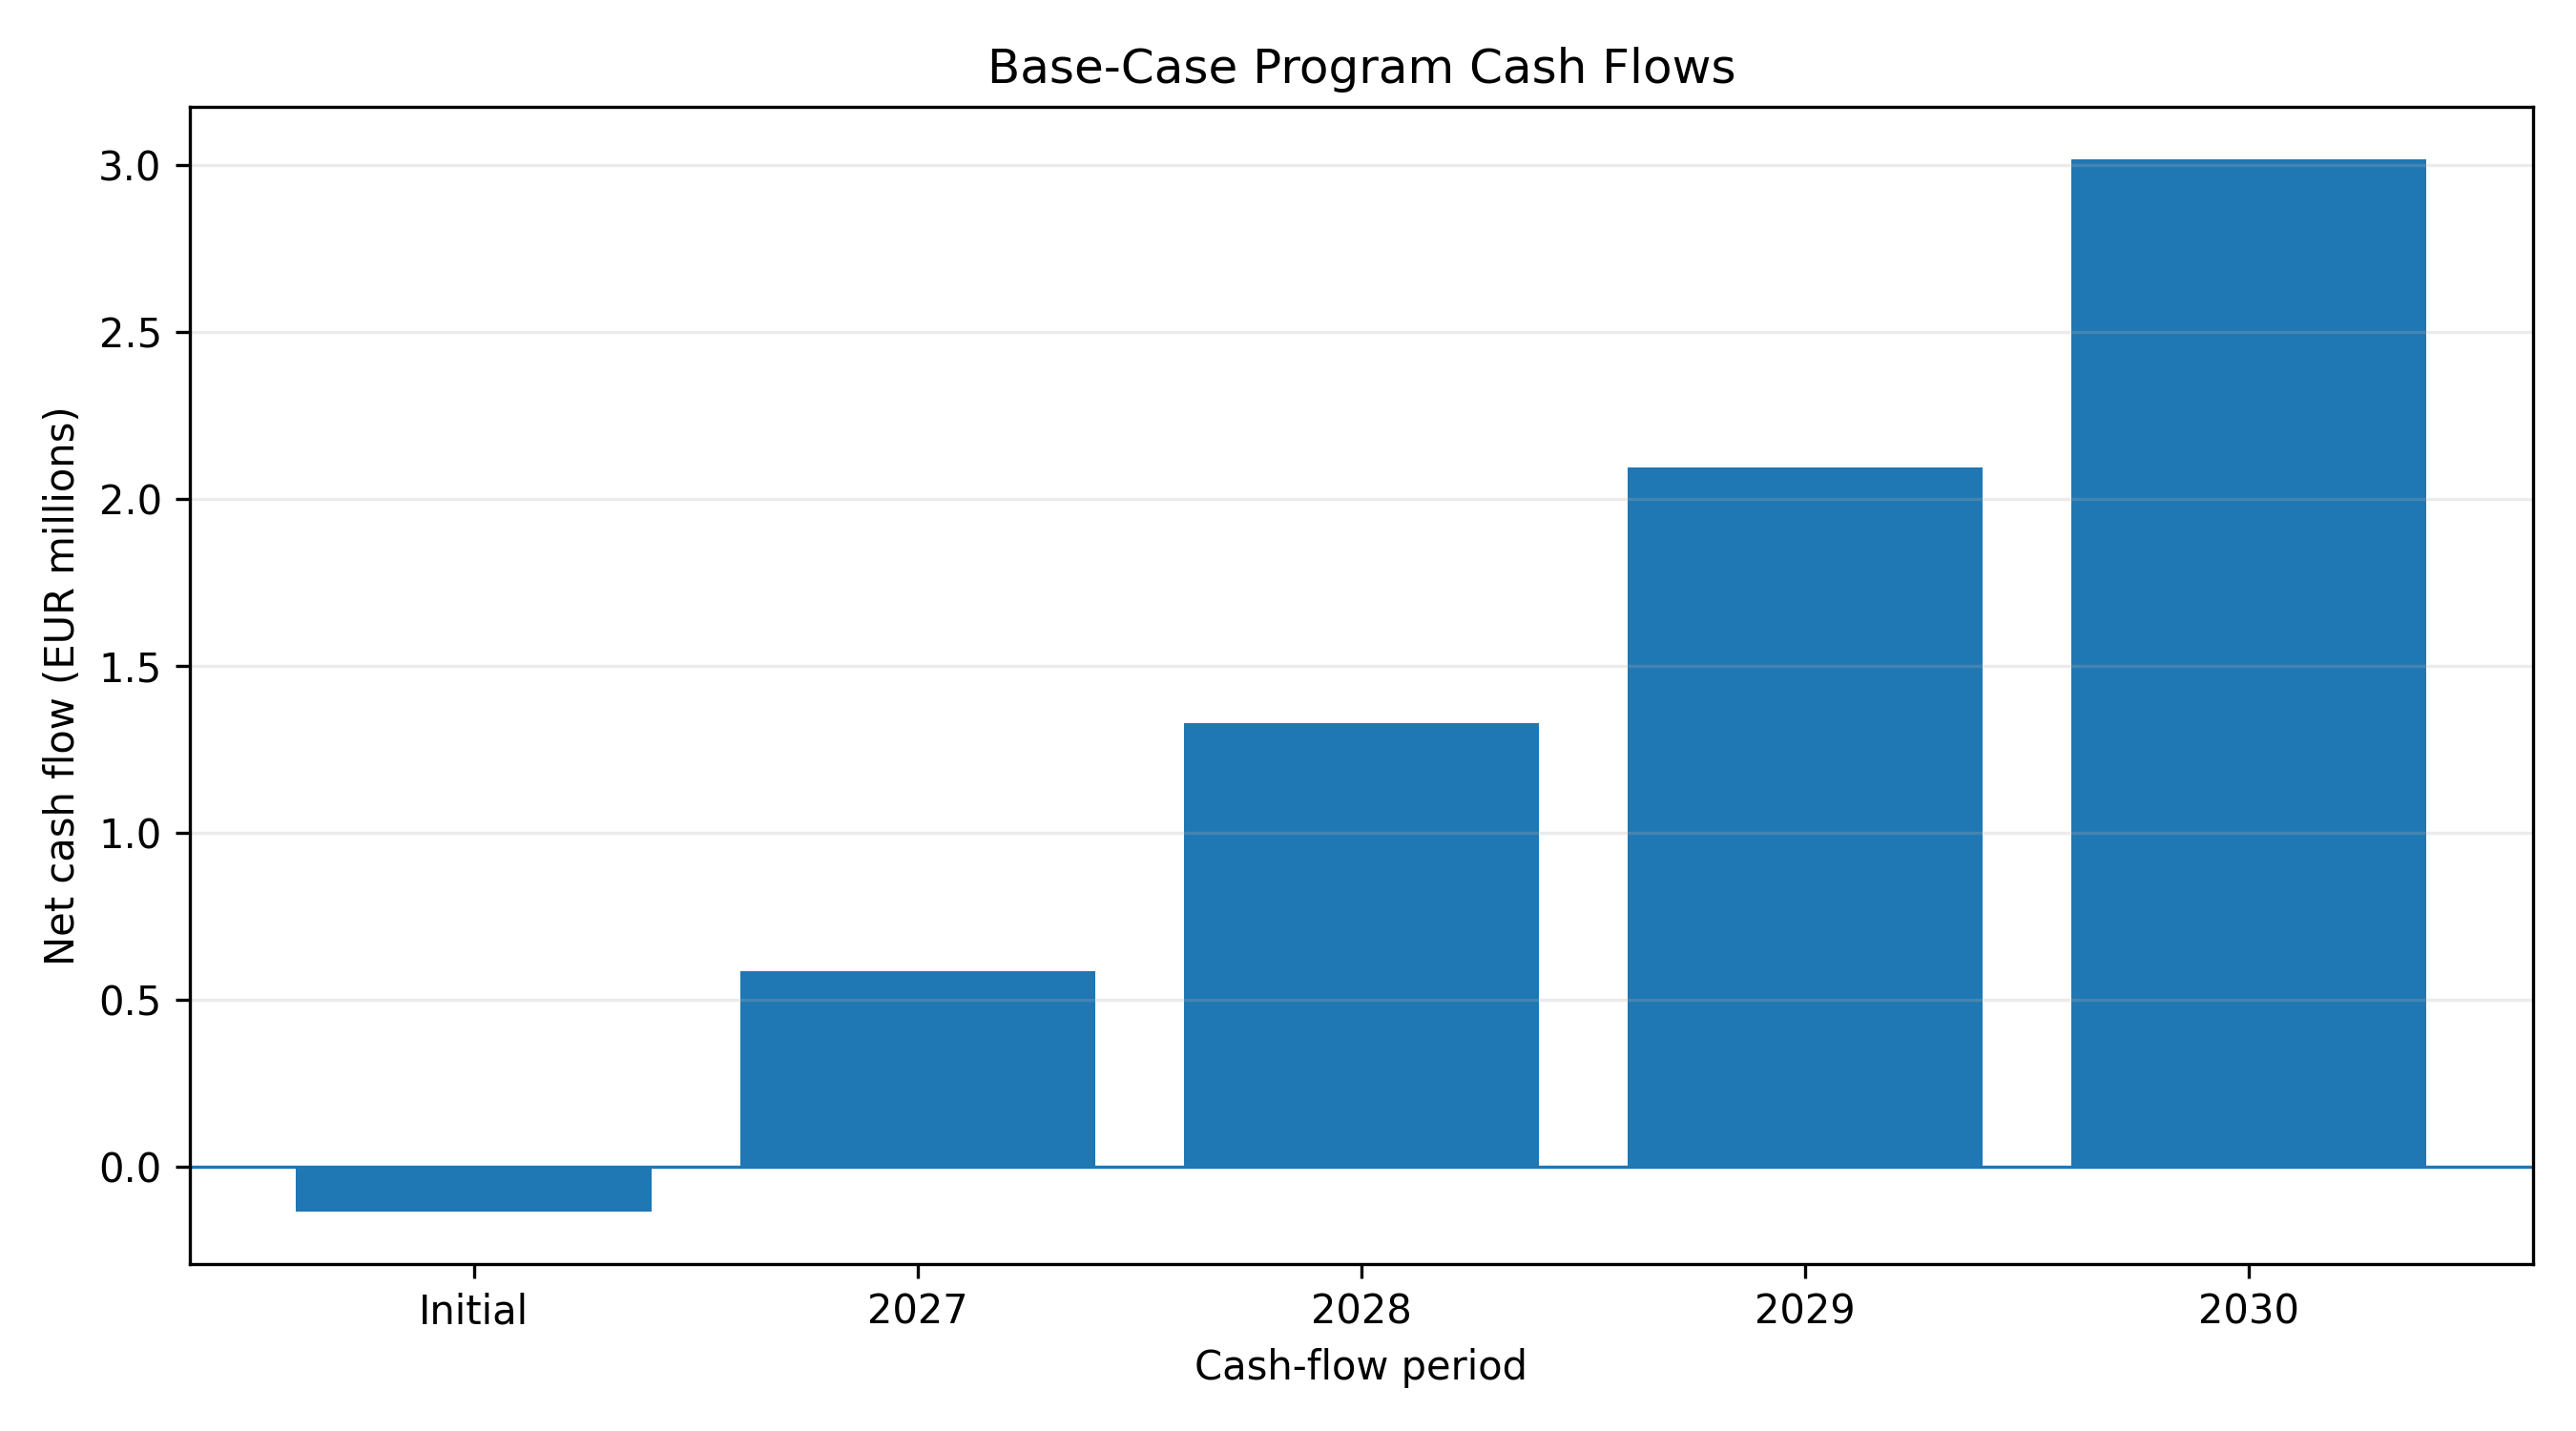 Base-Case Program Cash Flows
Net cash flow (EUR millions)
3.0
2.5
2.0
1.5
1.0
0.5
0.0
Initial 2027 2028 2029 2030
Cash-flow period